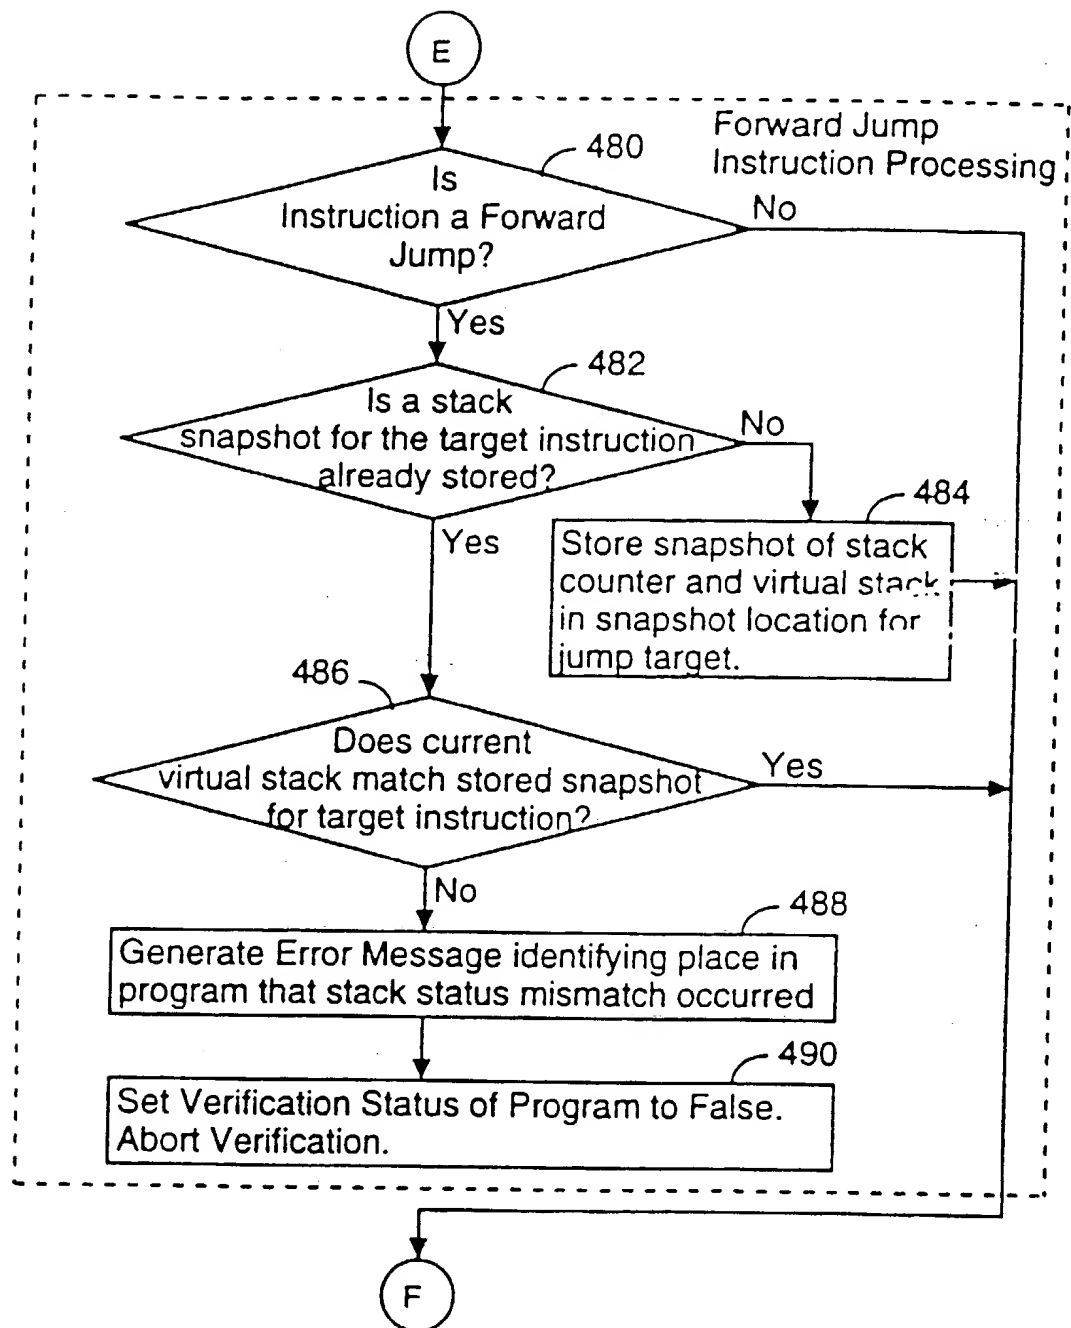 E
Forward Jump
Instruction Processing
480
Is
Instruction a Forward
Jump?
No
Yes
482
Is a stack
snapshot for the target instruction
already stored?
No
Yes
484
Store snapshot of stack
counter and virtual stack
in snapshot location for
jump target.
486
Does current
virtual stack match stored snapshot
for target instruction?
Yes
No
488
Generate Error Message identifying place in
program that stack status mismatch occurred
490
Set Verification Status of Program to False.
Abort Verification.
F